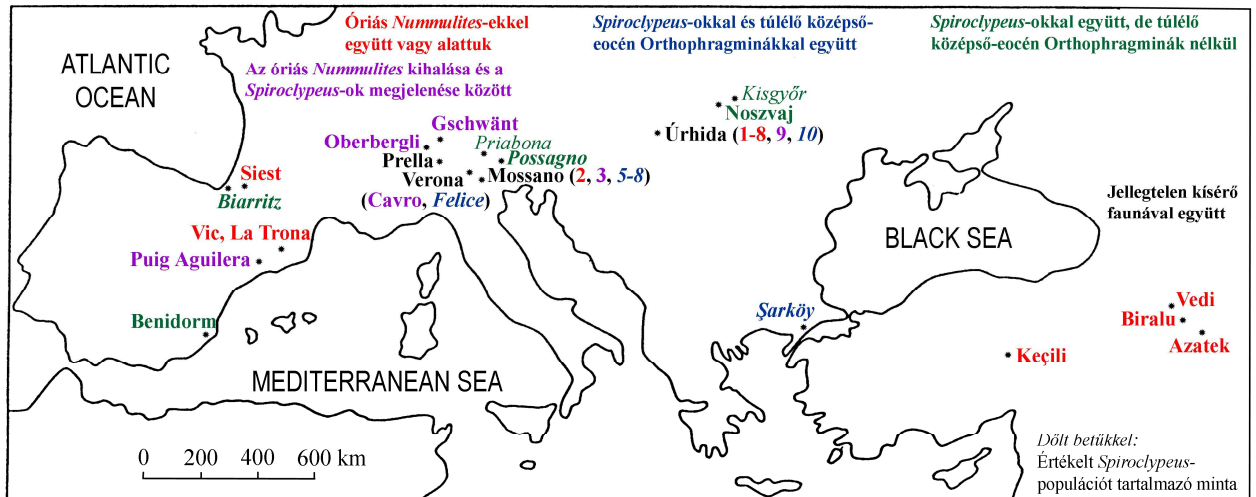 Óriás Nummulites-ekkel
együtt vagy alattuk
Spiroclypeus-okkal és túlélő középső-
eocén Orthophragminákkal együtt
Spiroclypeus-okkal együtt, de túlélő
középső-eocén Orthophragminák nélkül
Az óriás Nummulites kihalása és a
Spiroclypeus-ok megjelenése között
ATLANTIC
OCEAN
Kisgyőr
Noszvaj
Úrhida (1-8, 9, 10)
Gschwänt
Oberbergli
Priabona
Prella
Possagno
Verona
Mossano (2, 3, 5-8)
(Cavro, Felice)
Siest
Biarritz
Jellegtelen kísérő
faunával együtt
Vic, La Trona
Puig Aguilera
BLACK SEA
Benidorm
Şarköy
Vedi
Biralu
Azatek
Keçili
MEDITERRANEAN SEA
0 200 400 600 km
Dőlt betűkkel:
Értékelt Spiroclypeus-
populációt tartalmazó minta